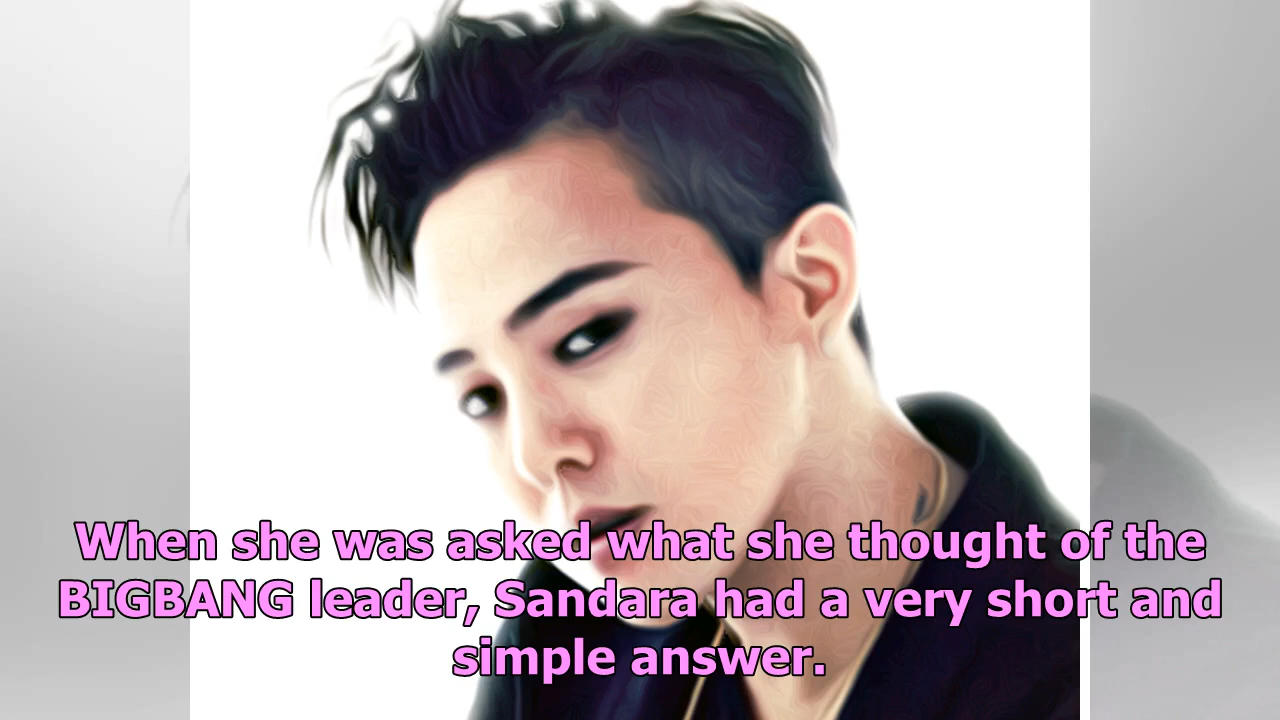 When she was asked what she thought of the
BIGBANG leader, Sandara had a very short and
simple answer.